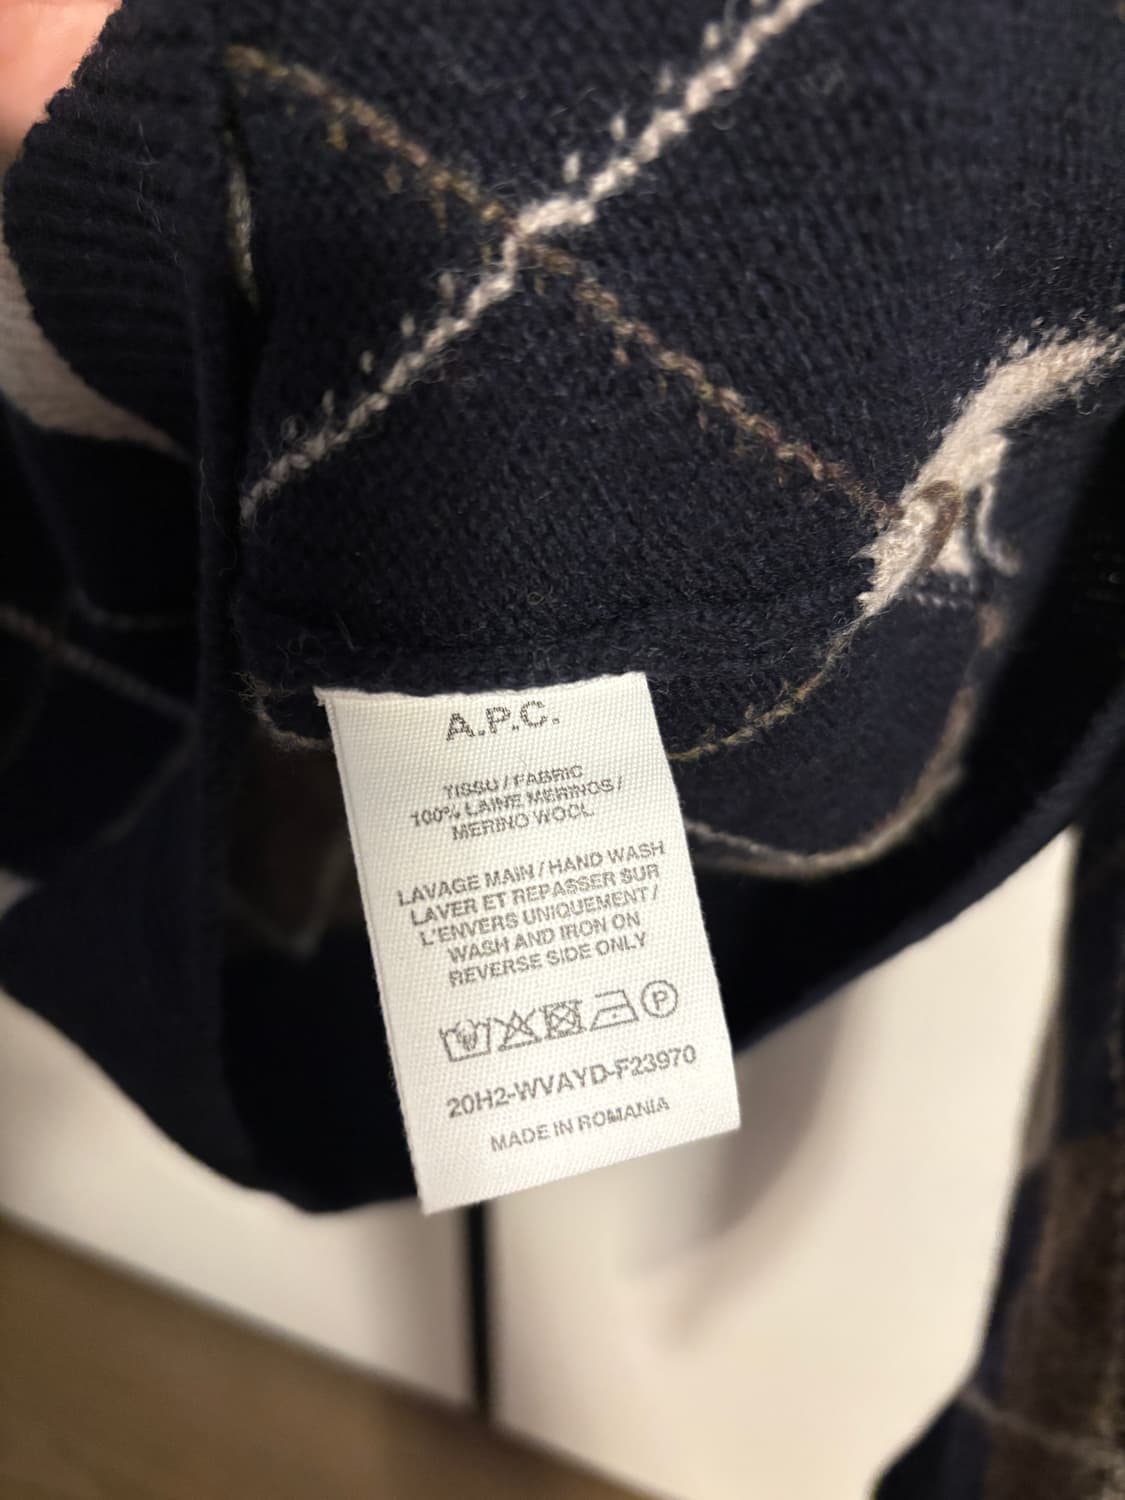 A.P.C.
TISSU / FABRIC
100% LAINE MERINOS /
MERINO WOOL
LAVAGE MAIN / HAND WASH
LAVER ET REPASSER SUR
L'ENVERS UNIQUEMENT /
WASH AND IRON ON
REVERSE SIDE ONLY
P
20H2-WVAYD-F23970
MADE IN ROMANIA